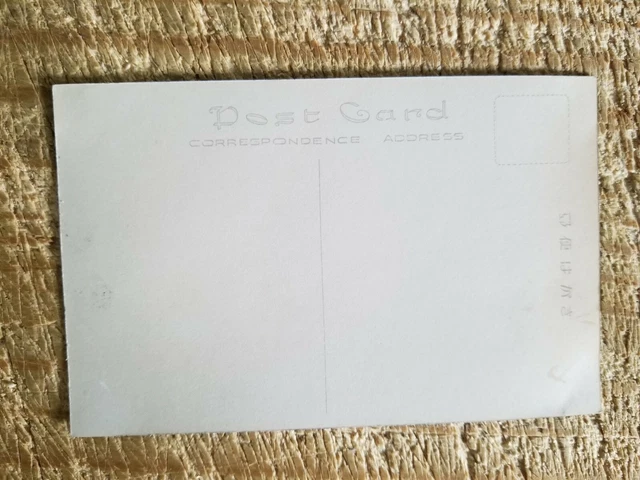 Post Card
CORRESPONDENCE ADDRESS